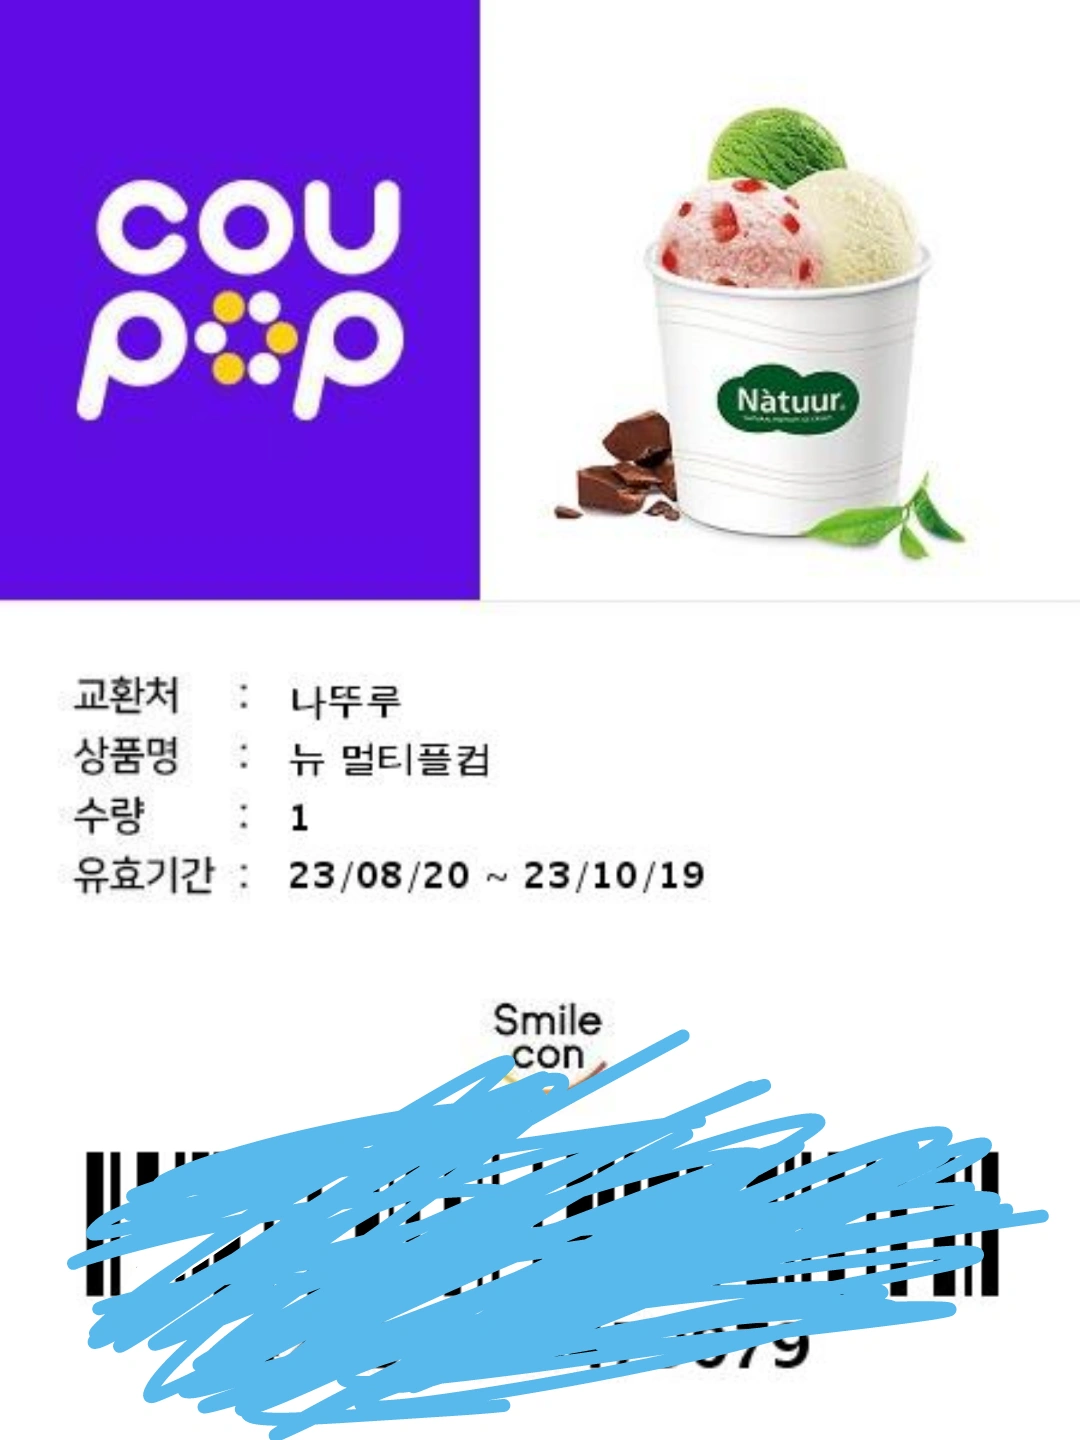 cou
pop
Nàtuur
교환처 : 나뚜루
상품명 : 뉴 멀티플컵
수량 : 1
유효기간 : 23/08/20 ~ 23/10/19
Smile
con
079